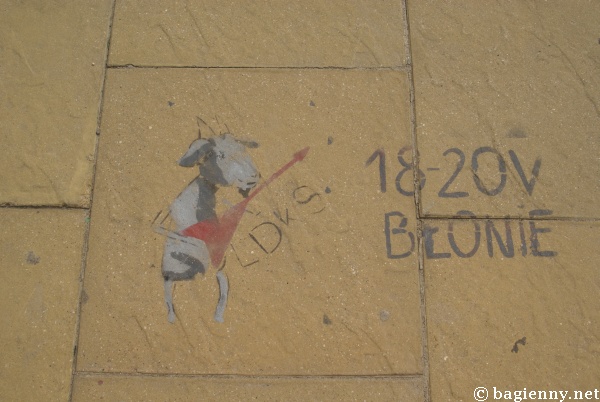 18-20V
BŁONIE
LDKS
© bagienny.net